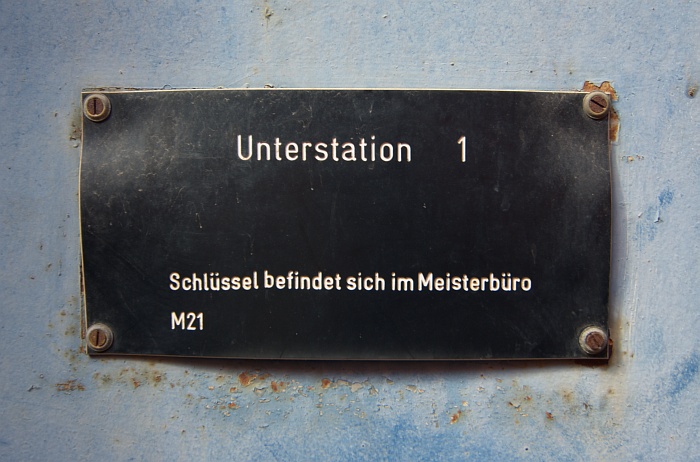 Unterstation 1
Schlüssel befindet sich im Meisterbüro
M21